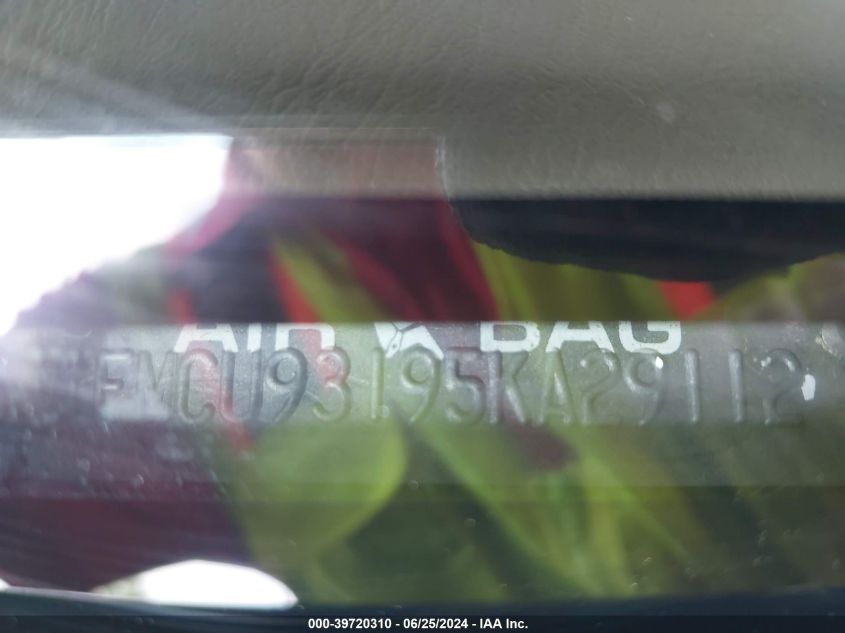 AIR BAG
FMCU93195KA29112
000-39720310 / 06/25/2024 - IAA Inc.